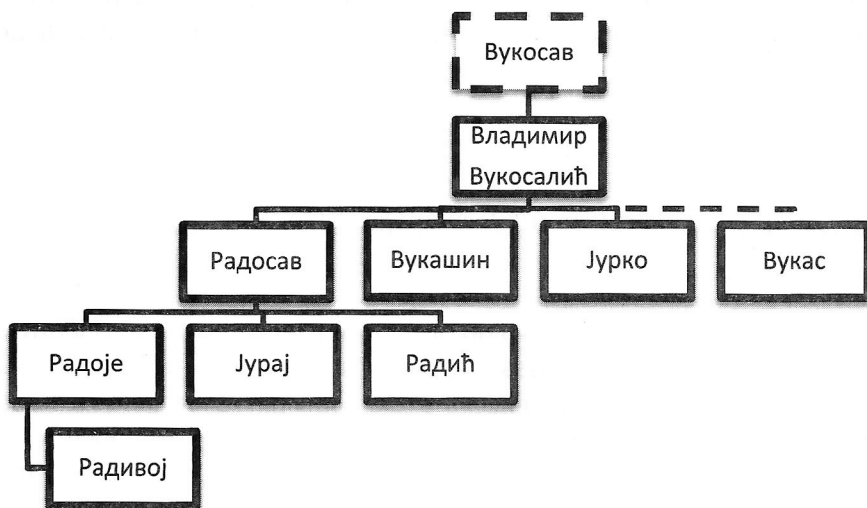 Вукосав
Владимир
Вукосалић
Радосав
Вукашин
Јурко
Вукас
Радоје
Јурај
Радић
Радивој